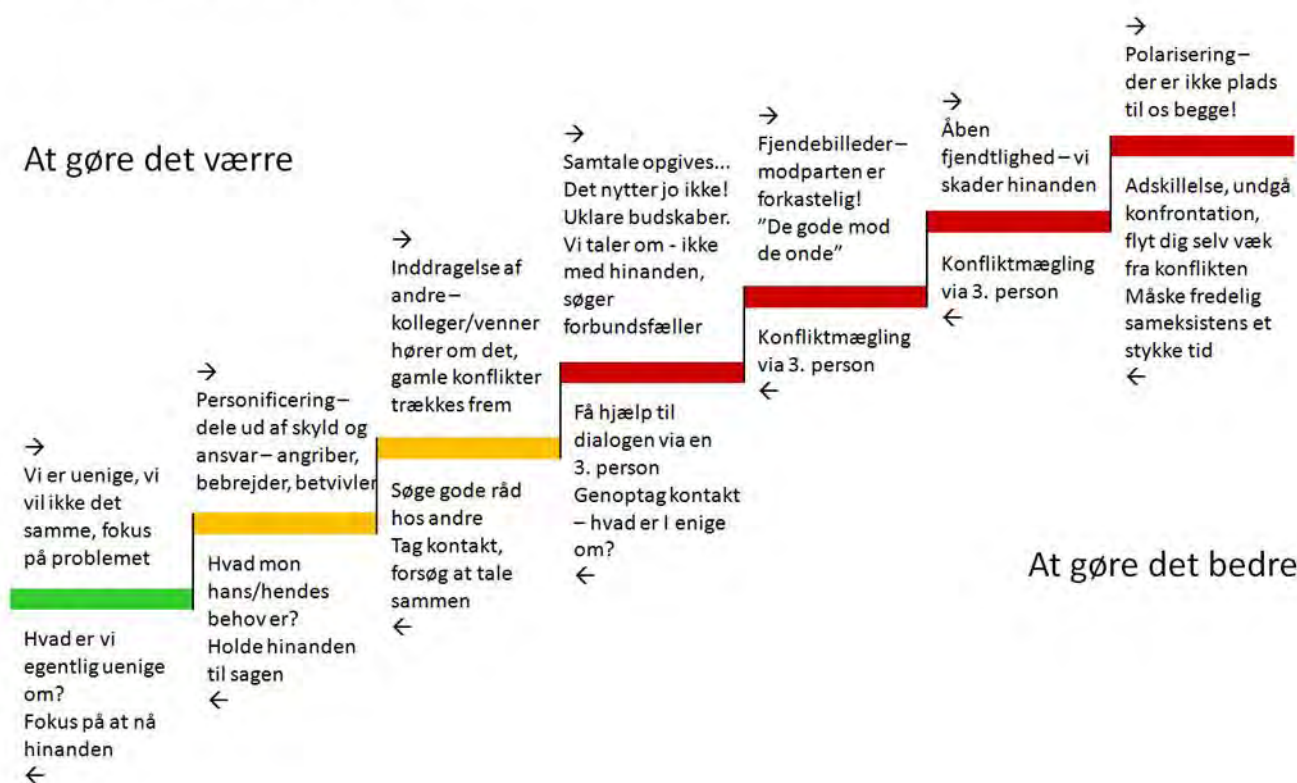 At gøre det værre
→
Vi er uenige, vi
vil ikke det
samme, fokus
på problemet
Hvad er vi
egentlig uenige
om?
Fokus på at nå
hinanden
←
→
Personificering –
dele ud af skyld og
ansvar – angriber,
bebrejder, betvivler
Hvad mon
hans/hendes
behov er?
Holde hinanden
til sagen
←
→
Inddragelse af
andre –
kolleger/venner
hører om det,
gamle konflikter
trækkes frem
Søge gode råd
hos andre
Tag kontakt,
forsøg at tale
sammen
←
→
Samtale opgives...
Det nytter jo ikke!
Uklare budskaber.
Vi taler om - ikke
med hinanden,
søger
forbundsfæller
Få hjælp til
dialogen via en
3. person
Genoptag kontakt
– hvad er I enige
om?
←
→
Fjendebilleder –
modparten er
forkastelig!
”De gode mod
de onde”
Konfliktmægling
via 3. person
←
→
Åben
fjendtlighed – vi
skader hinanden
Konfliktmægling
via 3. person
←
→
Polarisering –
der er ikke plads
til os begge!
Adskillelse, undgå
konfrontation,
flyt dig selv væk
fra konflikten
Måske fredelig
sameksistens et
stykke tid
←
At gøre det bedre